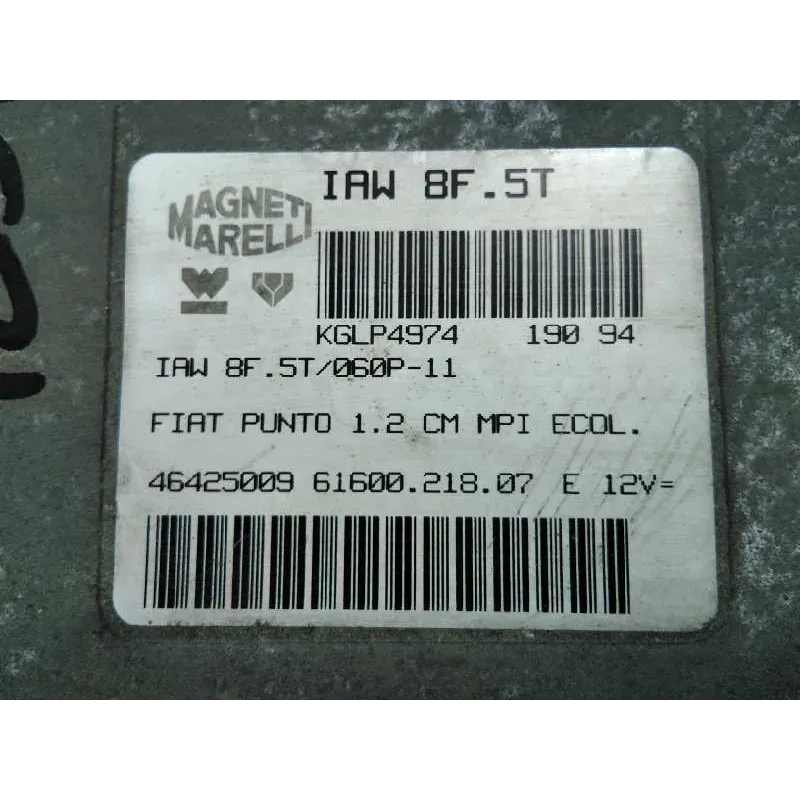 IAW 8F.5T
MAGNETI
MARELLI
KGLP4974 190 94
IAW 8F.5T/060P-11
FIAT PUNTO 1.2 CM MPI ECOL.
46425009 61600.218.07 E 12V=